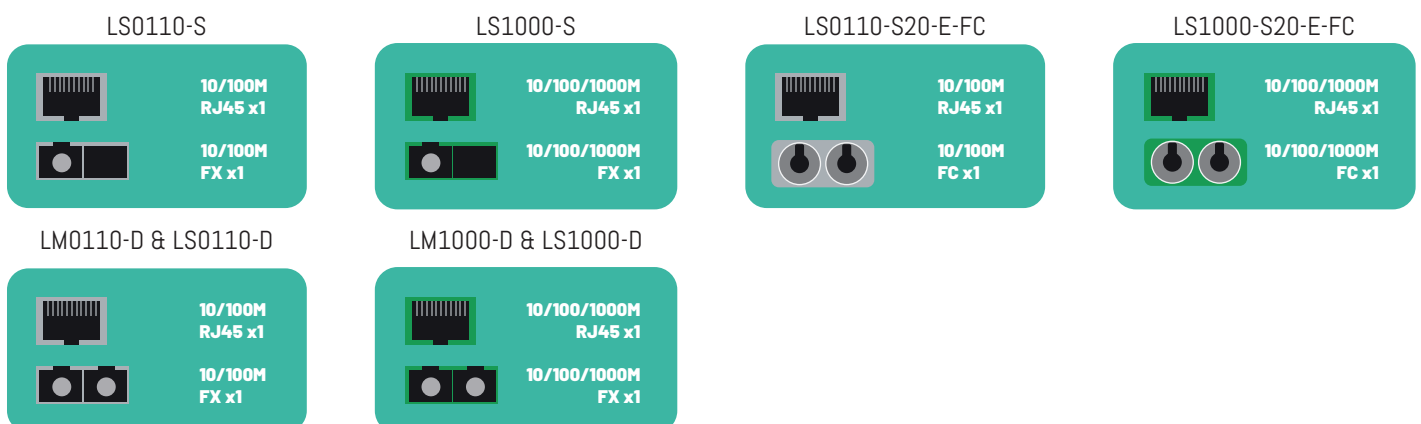 LS0110-S
10/100M
RJ45 x1
10/100M
FX x1
LS1000-S
10/100/1000M
RJ45 x1
10/100/1000M
FX x1
LS0110-S20-E-FC
10/100M
RJ45 x1
10/100M
FC x1
LS1000-S20-E-FC
10/100/1000M
RJ45 x1
10/100/1000M
FC x1
LM0110-D & LS0110-D
10/100M
RJ45 x1
10/100M
FX x1
LM1000-D & LS1000-D
10/100/1000M
RJ45 x1
10/100/1000M
FX x1